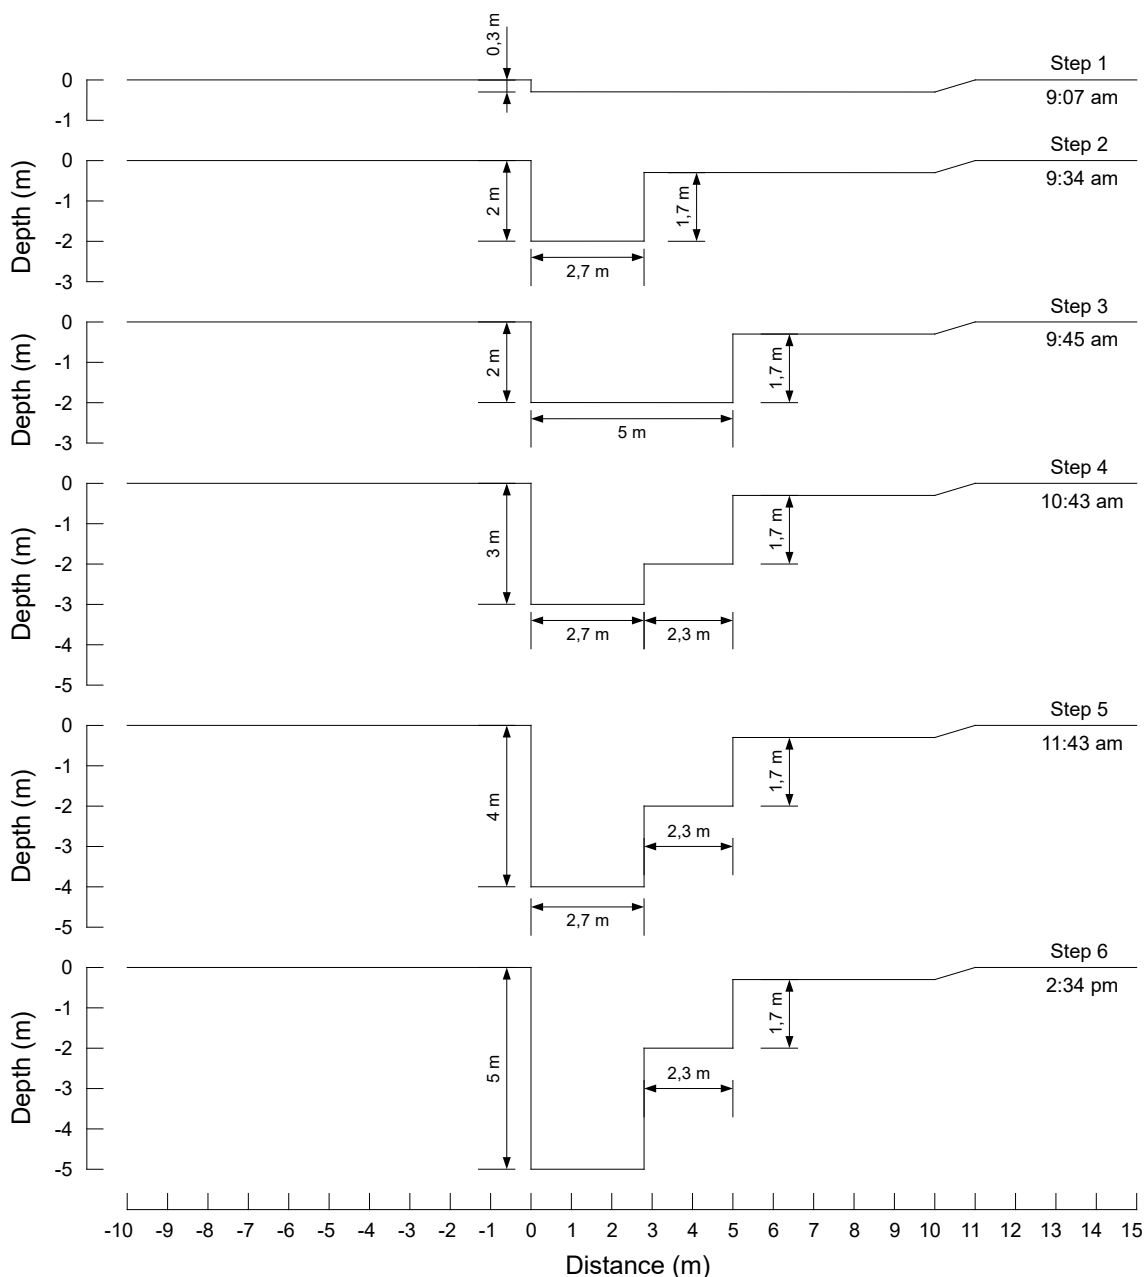 0,3 m
Step 1
0
9:07 am
-1
Step 2
0
9:34 am
Depth (m)
-1
2 m
1,7 m
-2
2,7 m
-3
Step 3
0
9:45 am
Depth (m)
-1
2 m
1,7 m
-2
5 m
-3
Step 4
0
10:43 am
Depth (m)
-1
3 m
1,7 m
-2
-3
2,7 m
2,3 m
-4
-5
Step 5
0
11:43 am
Depth (m)
-1
1,7 m
-2
4 m
2,3 m
-3
-4
2,7 m
-5
Step 6
0
2:34 pm
Depth (m)
-1
1,7 m
-2
5 m
2,3 m
-3
-4
-5
-10 -9 -8 -7 -6 -5 -4 -3 -2 -1 0 1 2 3 4 5 6 7 8 9 10 11 12 13 14 15
Distance (m)